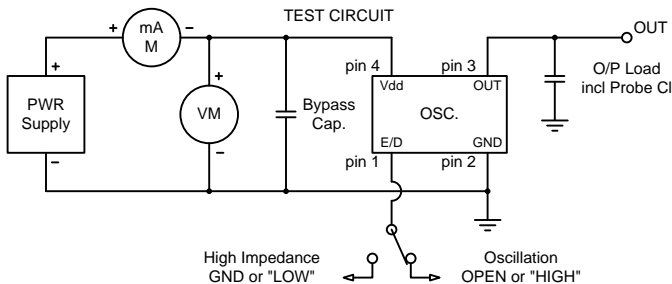 TEST CIRCUIT
mA
M
+
–
+
PWR
Supply
–
+
VM
–
Bypass
Cap.
pin 4
pin 3
Vdd
OUT
OSC.
E/D
GND
pin 1
pin 2
OUT
O/P Load
incl Probe Cl
High Impedance
GND or "LOW"
Oscillation
OPEN or "HIGH"